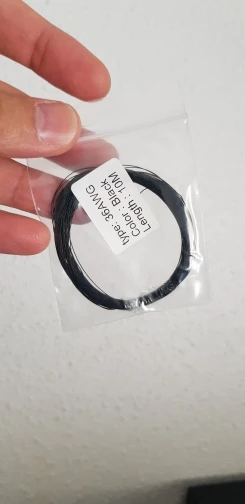 type: 36AWG
Color : Black
Length : 10M